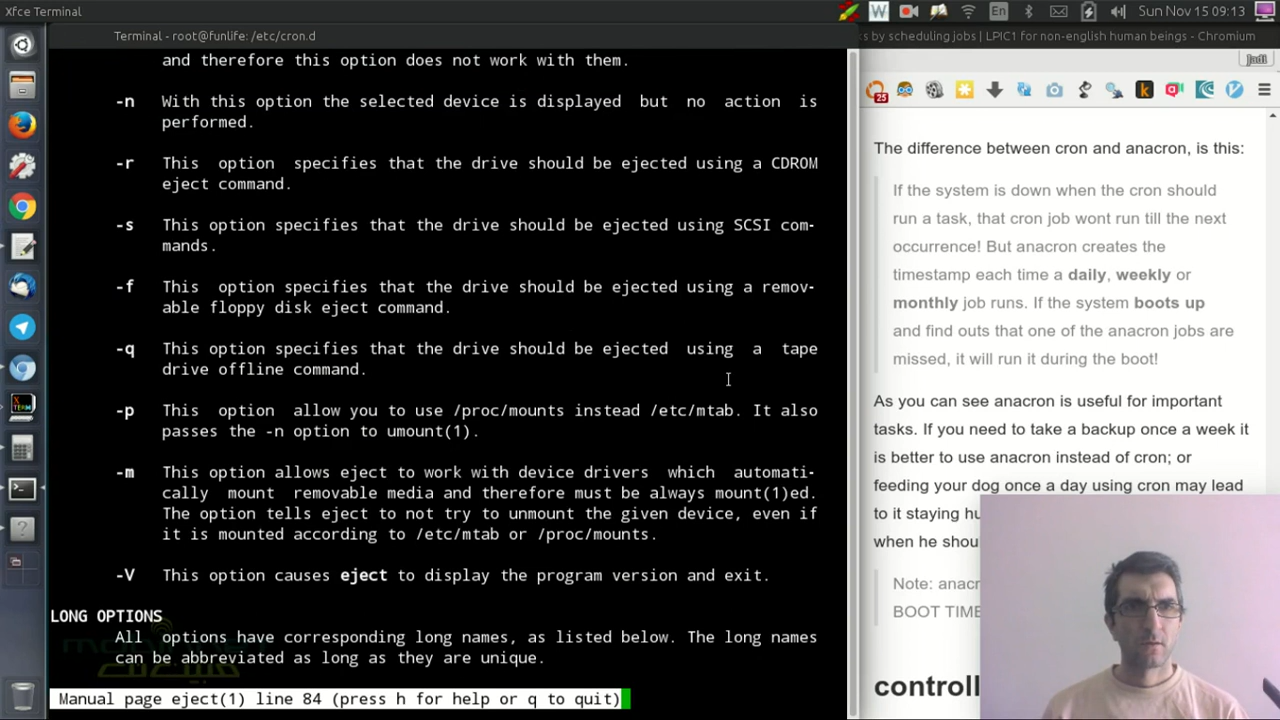 Xfce Terminal
En
Sun Nov 15 09:13
Terminal - root@funlife: /etc/cron.d
ks by scheduling jobs | LPIC1 for non-english human beings - Chromium
Jadi
and therefore this option does not work with them.
-n With this option the selected device is displayed but no action is
performed.
-r This option specifies that the drive should be ejected using a CDROM
eject command.
-s This option specifies that the drive should be ejected using SCSI com-
mands.
-f This option specifies that the drive should be ejected using a remov-
able floppy disk eject command.
-q This option specifies that the drive should be ejected using a tape
drive offline command.
-p This option allow you to use /proc/mounts instead /etc/mtab. It also
passes the -n option to umount(1).
-m This option allows eject to work with device drivers which automati-
cally mount removable media and therefore must be always mount(1)ed.
The option tells eject to not try to unmount the given device, even if
it is mounted according to /etc/mtab or /proc/mounts.
-V This option causes eject to display the program version and exit.
LONG OPTIONS
All options have corresponding long names, as listed below. The long names
can be abbreviated as long as they are unique.
Manual page eject(1) line 84 (press h for help or q to quit)
25
The difference between cron and anacron, is this:
If the system is down when the cron should
run a task, that cron job wont run till the next
occurrence! But anacron creates the
timestamp each time a daily, weekly or
monthly job runs. If the system boots up
and find outs that one of the anacron jobs are
missed, it will run it during the boot!
As you can see anacron is useful for important
tasks. If you need to take a backup once a week it
is better to use anacron instead of cron; or
feeding your dog once a day using cron may lead
to it staying hu
when he shou
Note: anacr
BOOT TIME
controll